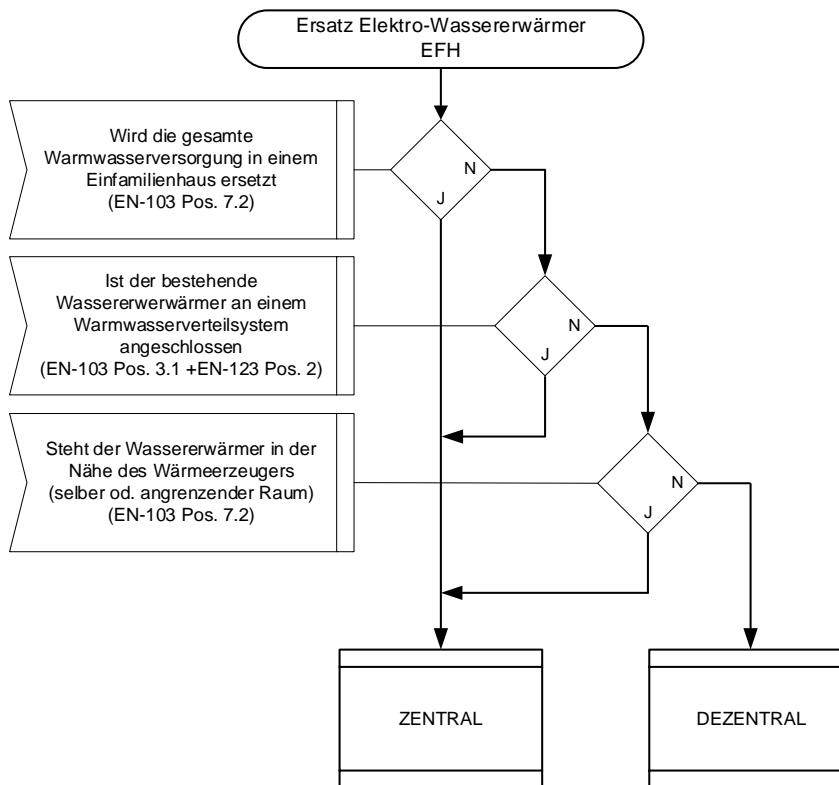 Ersatz Elektro-Wassererwärmer
EFH
Wird die gesamte
Warmwasserversorgung in einem
Einfamilienhaus ersetzt
(EN-103 Pos. 7.2)
N
J
Ist der bestehende
Wassererwerwärmer an einem
Warmwasserverteilsystem
angeschlossen
(EN-103 Pos. 3.1 +EN-123 Pos. 2)
N
J
Steht der Wassererwärmer in der
Nähe des Wärmeerzeugers
(selber od. angrenzender Raum)
(EN-103 Pos. 7.2)
N
J
ZENTRAL
DEZENTRAL